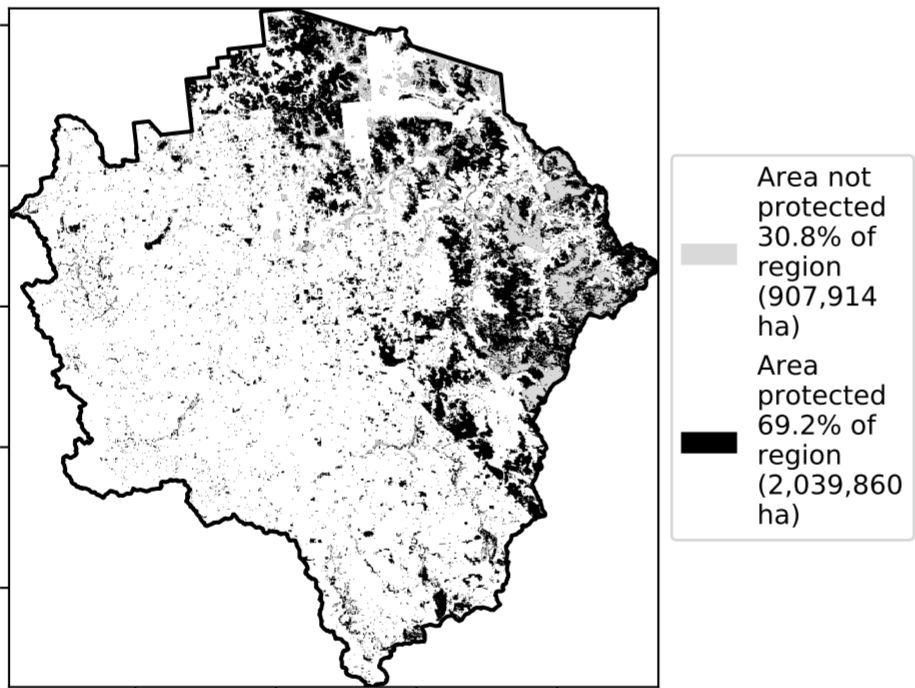 Area not
protected
30.8% of
region
(907,914
ha)
Area
protected
69.2% of
region
(2,039,860
ha)